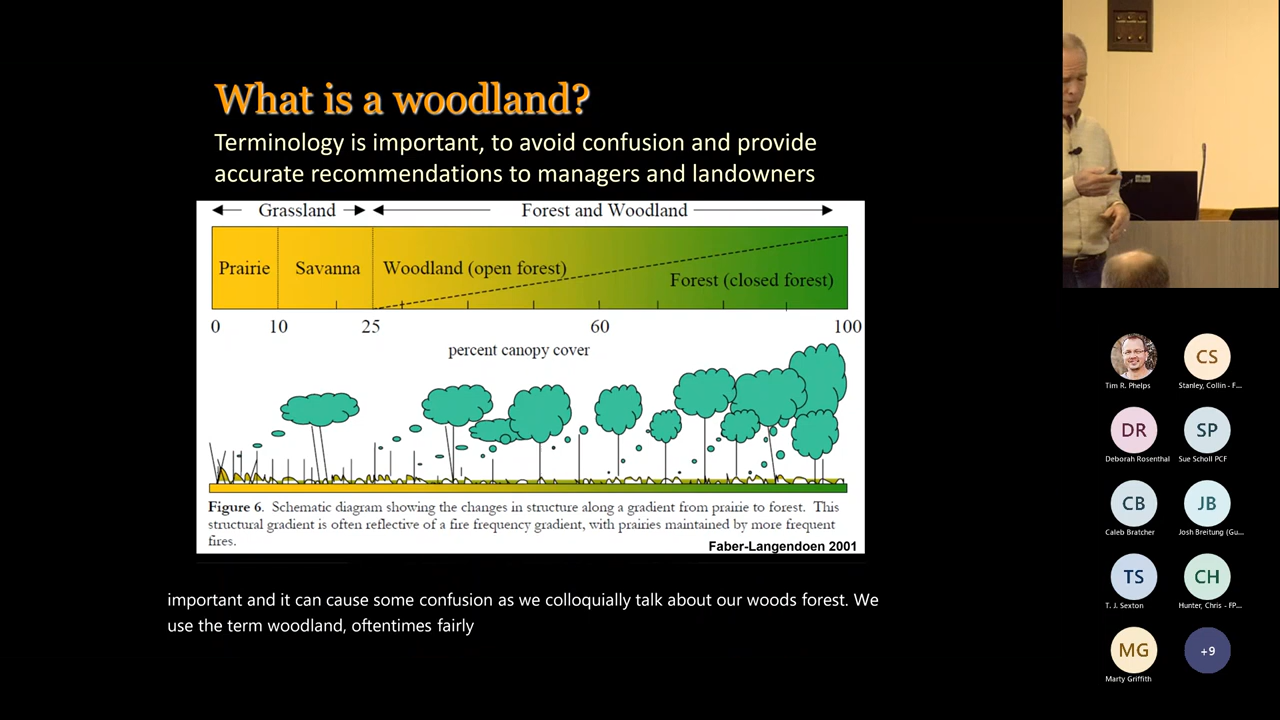 What is a woodland?
Terminology is important, to avoid confusion and provide
accurate recommendations to managers and landowners
Grassland
Forest and Woodland
Prairie
Savanna
Woodland (open forest)
Forest (closed forest)
0
10
25
60
100
percent canopy cover
Figure 6. Schematic diagram showing the changes in structure along a gradient from prairie to forest. This
structural gradient is often reflective of a fire frequency gradient, with prairies maintained by more frequent
fires.
Faber-Langendoen 2001
important and it can cause some confusion as we colloquially talk about our woods forest. We
use the term woodland, oftentimes fairly
Tim R. Phelps
CS
Stanley, Collin - F...
DR
Deborah Rosenthal
SP
Sue Scholl PCF
CB
Caleb Bratcher
JB
Josh Breitung (Gu...
TS
T. J. Sexton
CH
Hunter, Chris - FP...
MG
Marty Griffith
+9